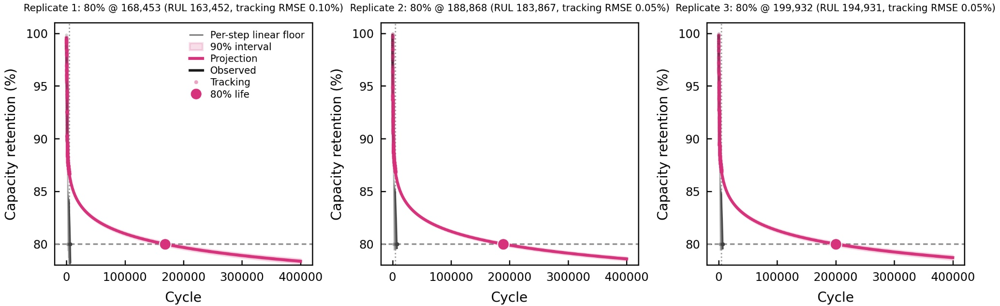 Replicate 1: 80% @ 168,453 (RUL 163,452, tracking RMSE 0.10%)
Capacity retention (%)
100
95
90
85
80
Per-step linear floor
90% interval
Projection
Observed
Tracking
80% life
0 100000 200000 300000 400000
Cycle
Replicate 2: 80% @ 188,868 (RUL 183,867, tracking RMSE 0.05%)
Capacity retention (%)
100
95
90
85
80
0 100000 200000 300000 400000
Cycle
Replicate 3: 80% @ 199,932 (RUL 194,931, tracking RMSE 0.05%)
Capacity retention (%)
100
95
90
85
80
0 100000 200000 300000 400000
Cycle